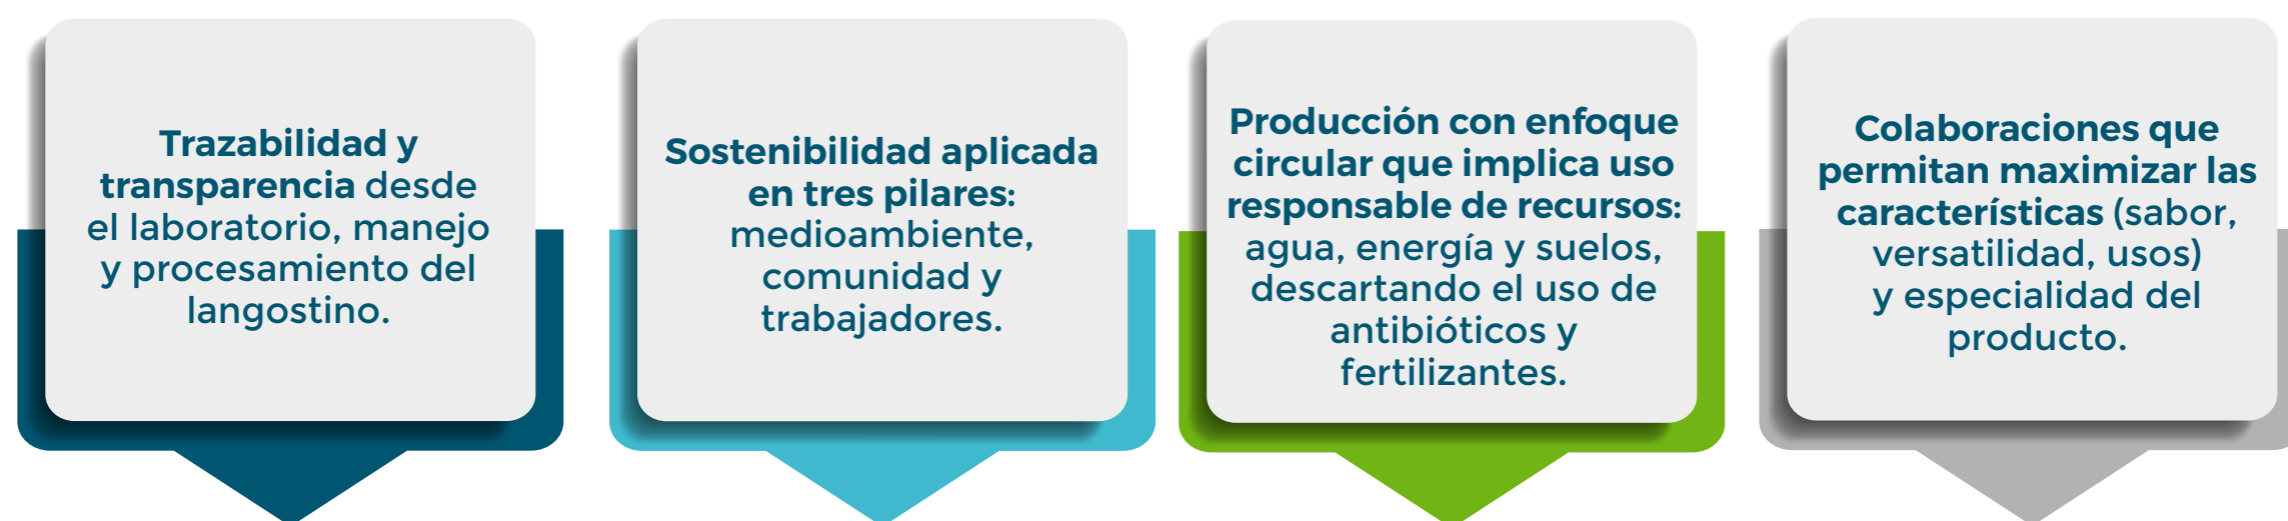 Trazabilidad y
transparencia desde
el laboratorio, manejo
y procesamiento del
langostino.
Sostenibilidad aplicada
en tres pilares:
medioambiente,
comunidad y
trabajadores.
Producción con enfoque
circular que implica uso
responsable de recursos:
agua, energía y suelos,
descartando el uso de
antibióticos y
fertilizantes.
Colaboraciones que
permitan maximizar las
características (sabor,
versatilidad, usos)
y especialidad del
producto.